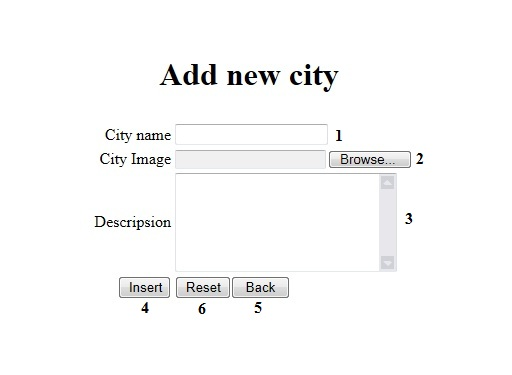 Add new city
City name 1
City Image Browse... 2
Descripsion 3
Insert Reset Back
4 6 5